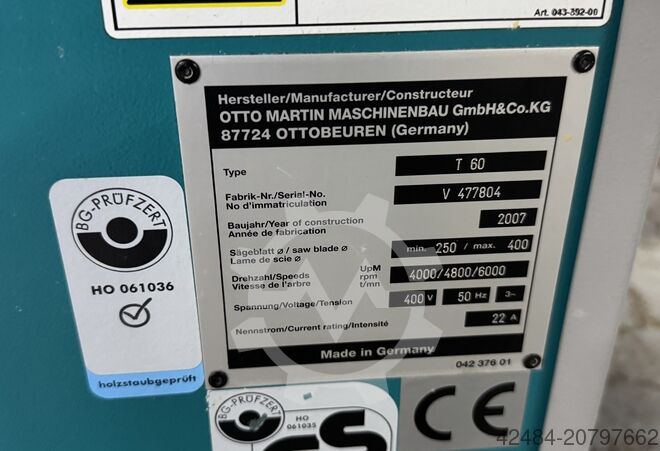 Art. 043-392-00
Hersteller/Manufacturer/Constructeur
OTTO MARTIN MASCHINENBAU GmbH&Co.KG
87724 OTTOBEUREN (Germany)
Type T 60
Fabrik-Nr./Serial-No. V 477804
No d'immatriculation
Baujahr/Year of construction 2007
Année de fabrication
Sägeblatt ø / saw blade ø min. 250 / max. 400
Lame de scie ø
Drehzahl/Speeds UpM 4000/4800/6000
Vitesse de l'arbre rpm
t/mn
Spannung/Voltage/Tension 400 V 50 Hz 3~
Nennstrom/Current rating/Intensité 22 A
Made in Germany
042 376 01
BG-PRÜFZERT
HO 061036
holzstaubgeprüft
BG-PRÜFZERT
HO
061035
GS
CE
42484-20797662